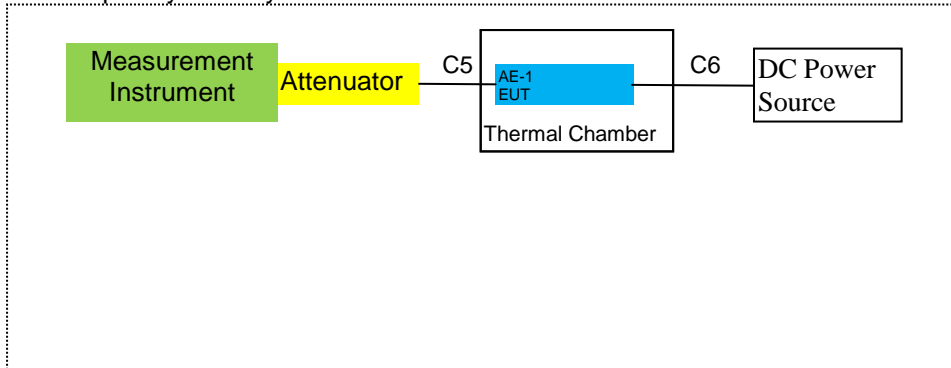 Measurement
Instrument
Attenuator
C5
AE-1
EUT
Thermal Chamber
C6
DC Power
Source